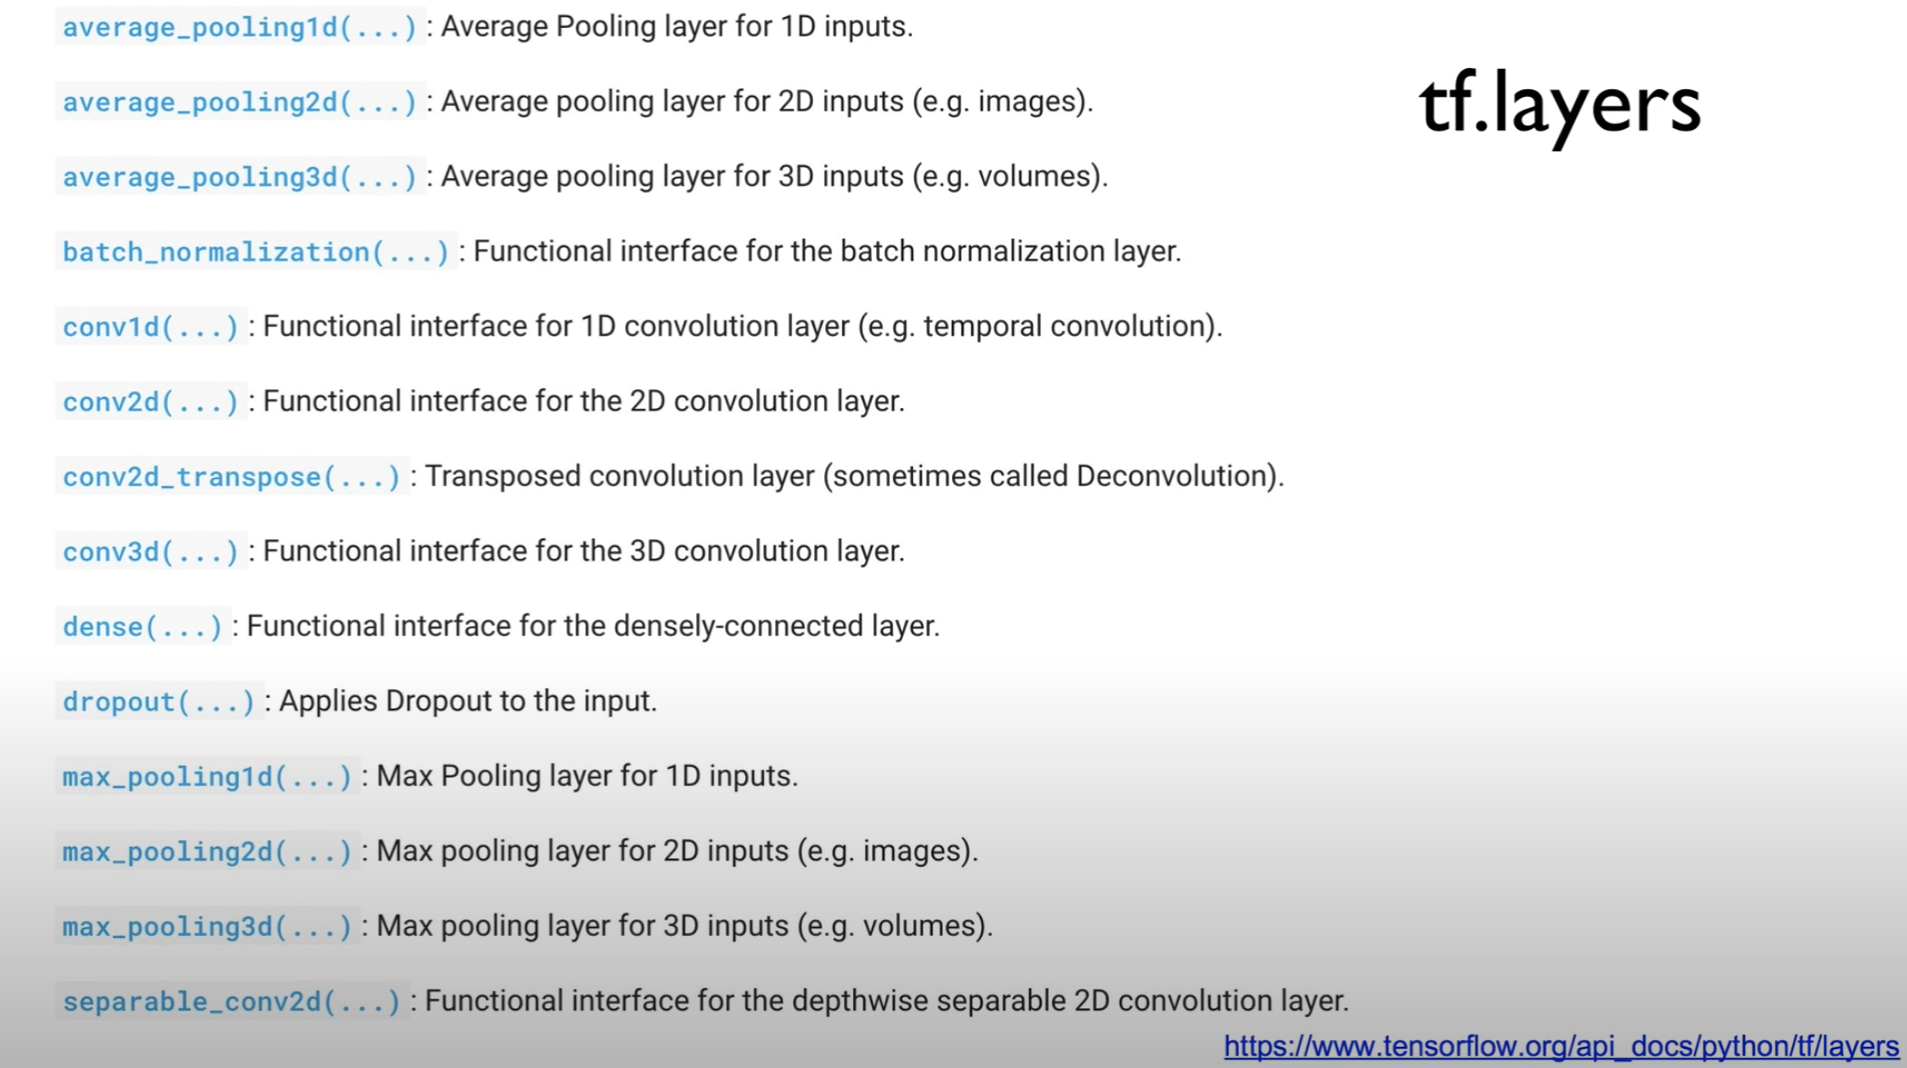 average_pooling1d(...) : Average Pooling layer for 1D inputs.
tf.layers
average_pooling2d(...) : Average pooling layer for 2D inputs (e.g. images).
average_pooling3d(...) : Average pooling layer for 3D inputs (e.g. volumes).
batch_normalization(...) : Functional interface for the batch normalization layer.
conv1d(...) : Functional interface for 1D convolution layer (e.g. temporal convolution).
conv2d(...) : Functional interface for the 2D convolution layer.
conv2d_transpose(...) : Transposed convolution layer (sometimes called Deconvolution).
conv3d(...) : Functional interface for the 3D convolution layer.
dense(...) : Functional interface for the densely-connected layer.
dropout(...) : Applies Dropout to the input.
max_pooling1d(...) : Max Pooling layer for 1D inputs.
max_pooling2d(...) : Max pooling layer for 2D inputs (e.g. images).
max_pooling3d(...) : Max pooling layer for 3D inputs (e.g. volumes).
separable_conv2d(...) : Functional interface for the depthwise separable 2D convolution layer.
https://www.tensorflow.org/api_docs/python/tf/layers